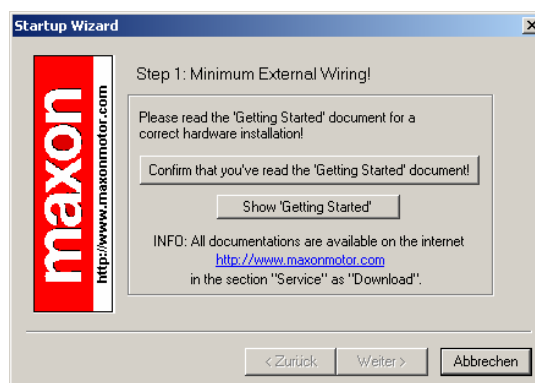 Startup Wizard
maxon
http://www.maxonmotor.com
Step 1: Minimum External Wiring!
Please read the 'Getting Started' document for a
correct hardware installation!
Confirm that you've read the 'Getting Started' document!
Show 'Getting Started'
INFO: All documentations are available on the internet
http://www.maxonmotor.com
in the section "Service" as "Download".
< Zurück
Weiter >
Abbrechen